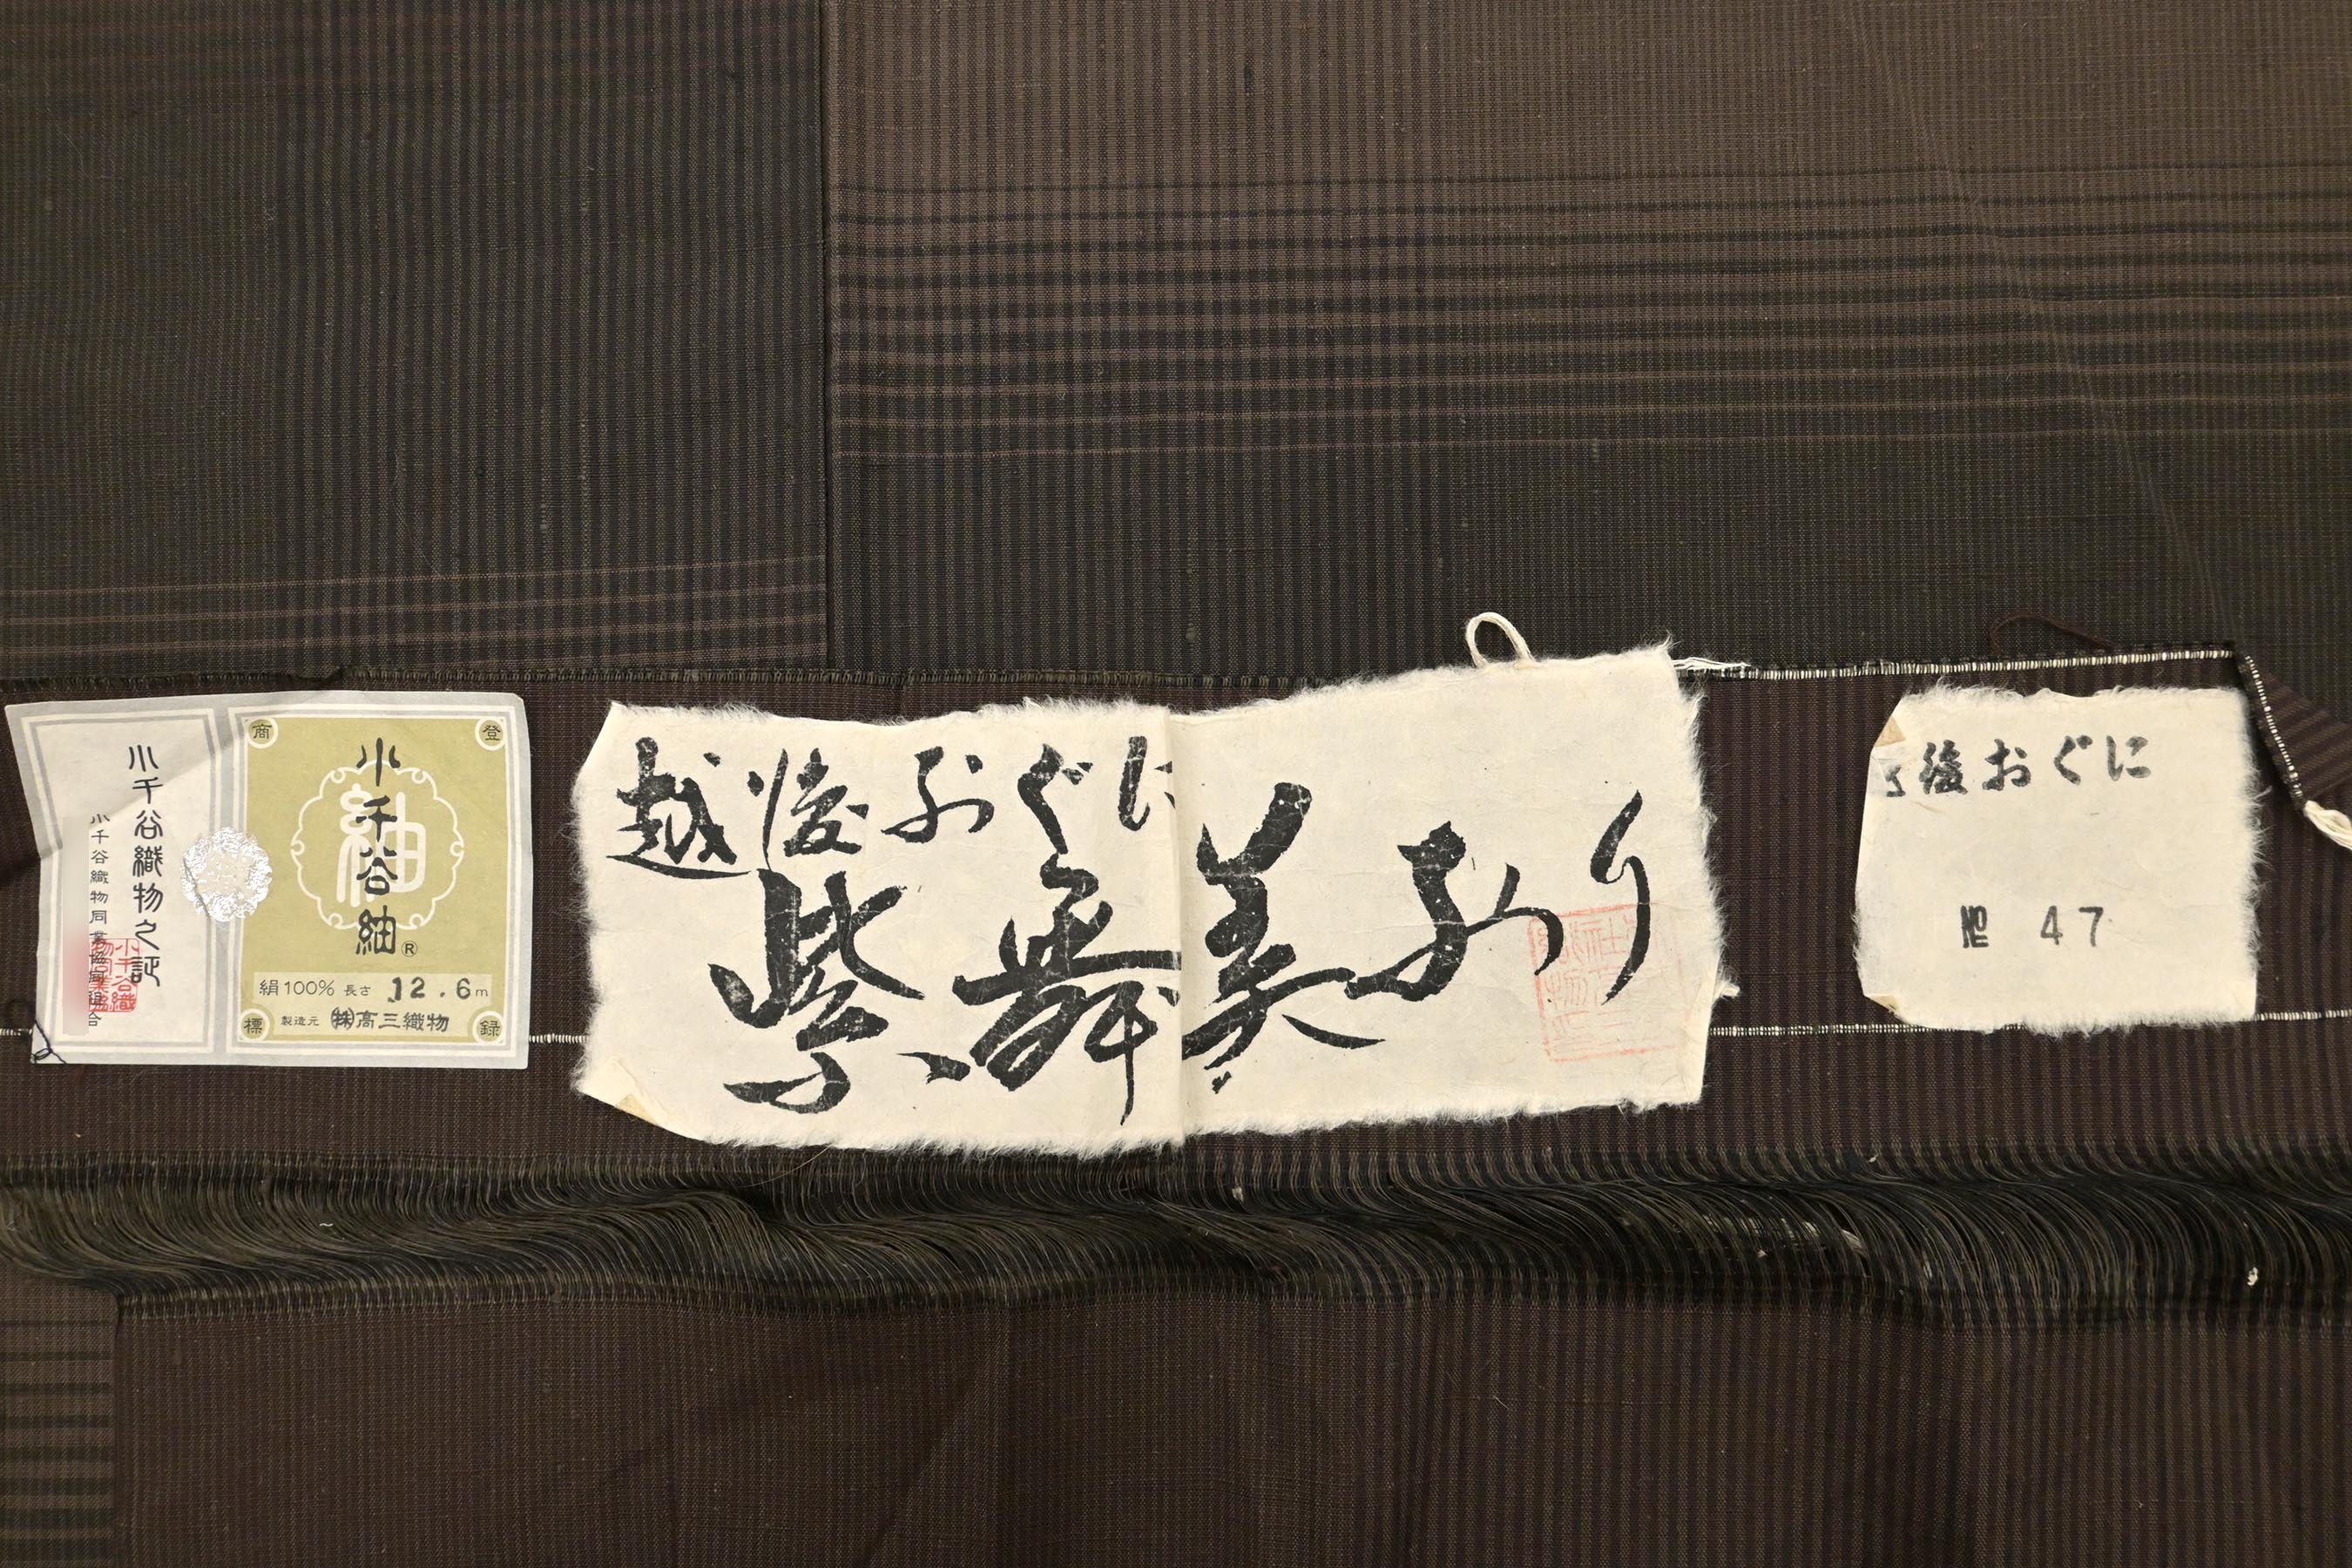 小千谷織物之証
小千谷織物同業協同組合
登録商標
小千谷紬®
絹100% 長さ 12.6m
製造元 ㈱高三織物
越後おぐに
紫舞美おり
後おぐに
№ 47